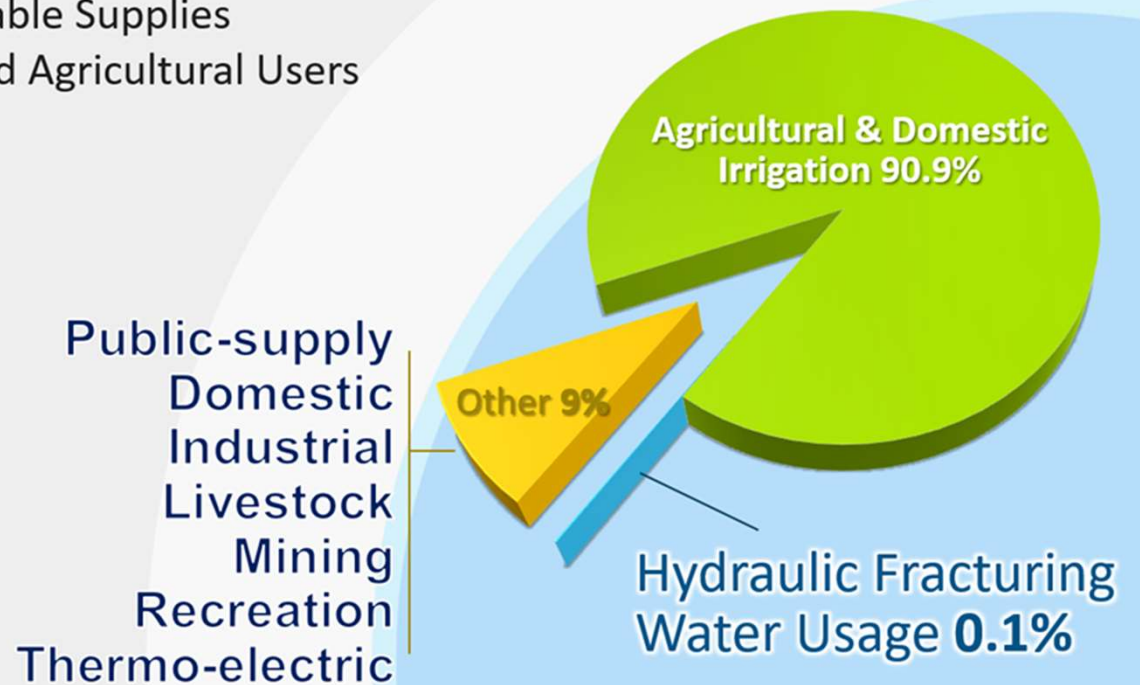 able Supplies
d Agricultural Users
Agricultural & Domestic
Irrigation 90.9%
Other 9%
Public-supply
Domestic
Industrial
Livestock
Mining
Recreation
Thermo-electric
Hydraulic Fracturing
Water Usage 0.1%